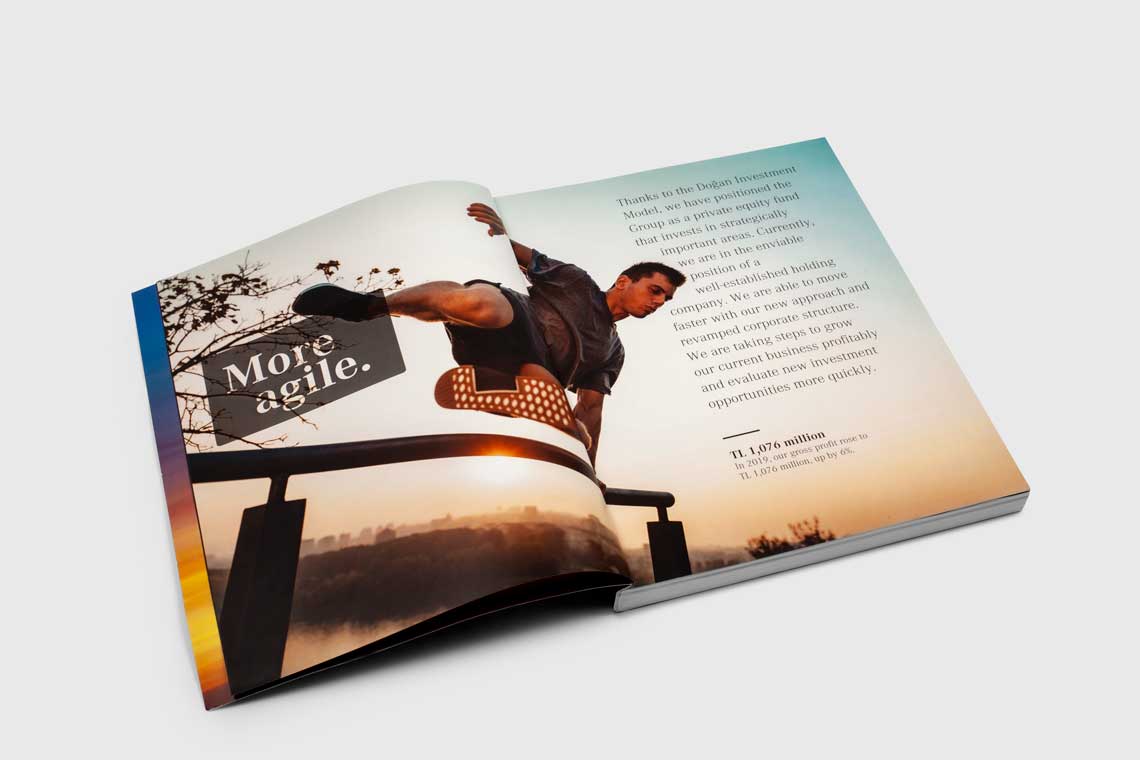 More
agile.
Thanks to the Doğan Investment
Model, we have positioned the
Group as a private equity fund
that invests in strategically
important areas. Currently,
we are in the enviable
position of a
well-established holding
company. We are able to move
faster with our new approach and
revamped corporate structure.
We are taking steps to grow
our current business profitably
and evaluate new investment
opportunities more quickly.
TL 1,076 million
In 2019, our gross profit rose to
TL 1,076 million, up by 6%.